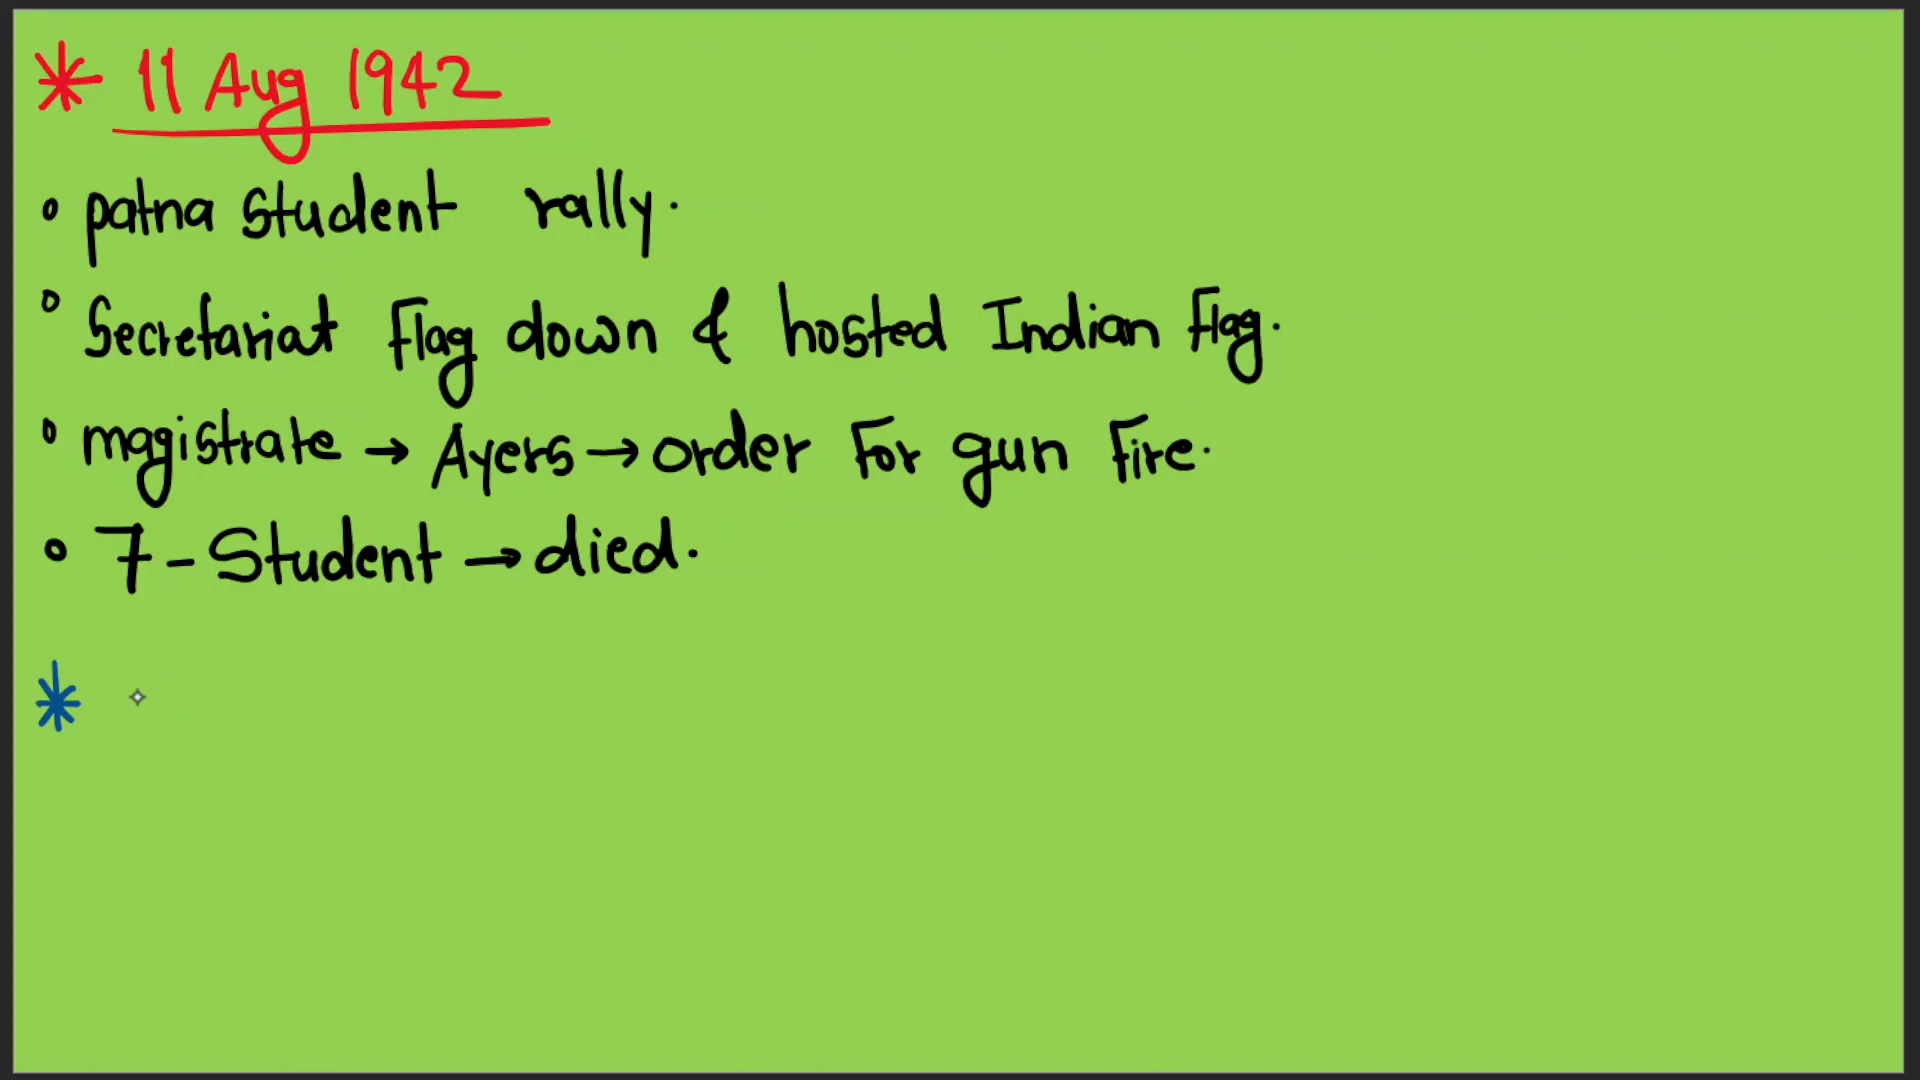 * 11 Aug 1942
• patna student rally.
• Secretariat flag down & hosted Indian flag.
• magistrate → Ayers → order For gun Fire.
• 7 - Student → died.
*